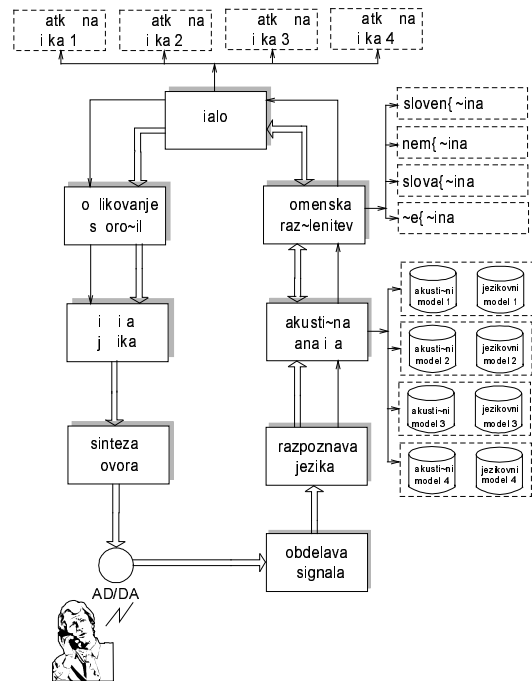 atk na
i ka 1
atk na
i ka 2
atk na
i ka 3
atk na
i ka 4
ialo
sloven{~ina
nem{~ina
slova{~ina
~e{~ina
o likovanje
s oro~il
omenska
raz~lenitev
i i a
j ika
akusti~na
ana i a
akusti~ni
model 1
jezikovni
model 1
akusti~ni
model 2
jezikovni
model 2
akusti~ni
model 3
jezikovni
model 3
akusti~ni
model 4
jezikovni
model 4
sinteza
ovora
razpoznava
jezika
obdelava
signala
AD/DA